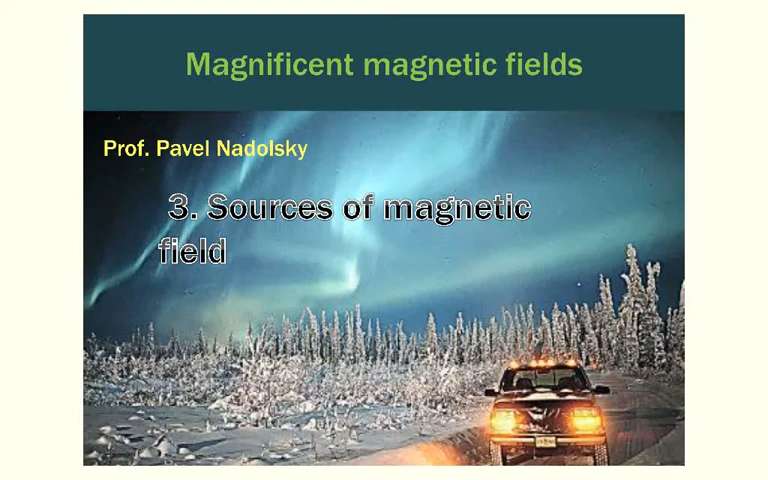 Magnificent magnetic fields
Prof. Pavel Nadolsky
3. Sources of magnetic
field